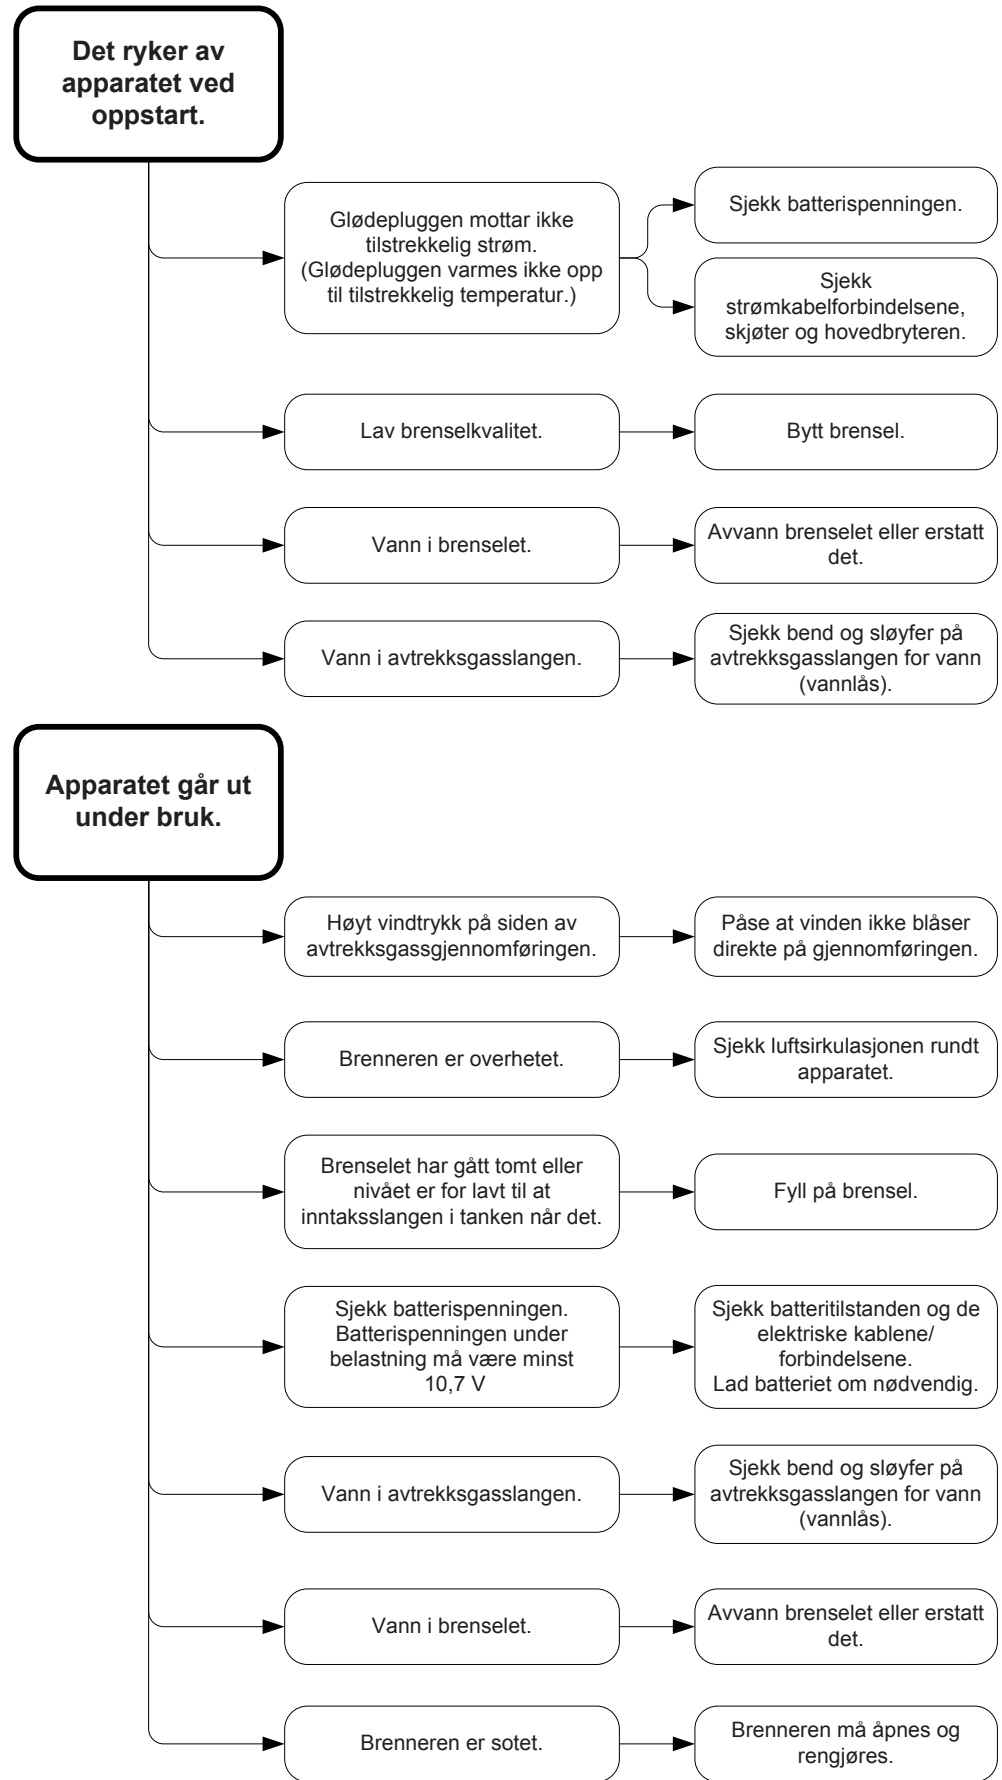 Det ryker av
apparatet ved
oppstart.
Glødepluggen mottar ikke
tilstrekkelig strøm.
(Glødepluggen varmes ikke opp
til tilstrekkelig temperatur.)
Sjekk batterispenningen.
Sjekk
strømkabelforbindelsene,
skjøter og hovedbryteren.
Lav brenselkvalitet.
Bytt brensel.
Vann i brenselet.
Avvann brenselet eller erstatt
det.
Vann i avtrekksgasslangen.
Sjekk bend og sløyfer på
avtrekksgasslangen for vann
(vannlås).
Apparatet går ut
under bruk.
Høyt vindtrykk på siden av
avtrekksgassgjennomføringen.
Påse at vinden ikke blåser
direkte på gjennomføringen.
Brenneren er overhetet.
Sjekk luftsirkulasjonen rundt
apparatet.
Brenselet har gått tomt eller
nivået er for lavt til at
inntaksslangen i tanken når det.
Fyll på brensel.
Sjekk batterispenningen.
Batterispenningen under
belastning må være minst
10,7 V
Sjekk batteritilstanden og de
elektriske kablene/
forbindelsene.
Lad batteriet om nødvendig.
Vann i avtrekksgasslangen.
Sjekk bend og sløyfer på
avtrekksgasslangen for vann
(vannlås).
Vann i brenselet.
Avvann brenselet eller erstatt
det.
Brenneren er sotet.
Brenneren må åpnes og
rengjøres.